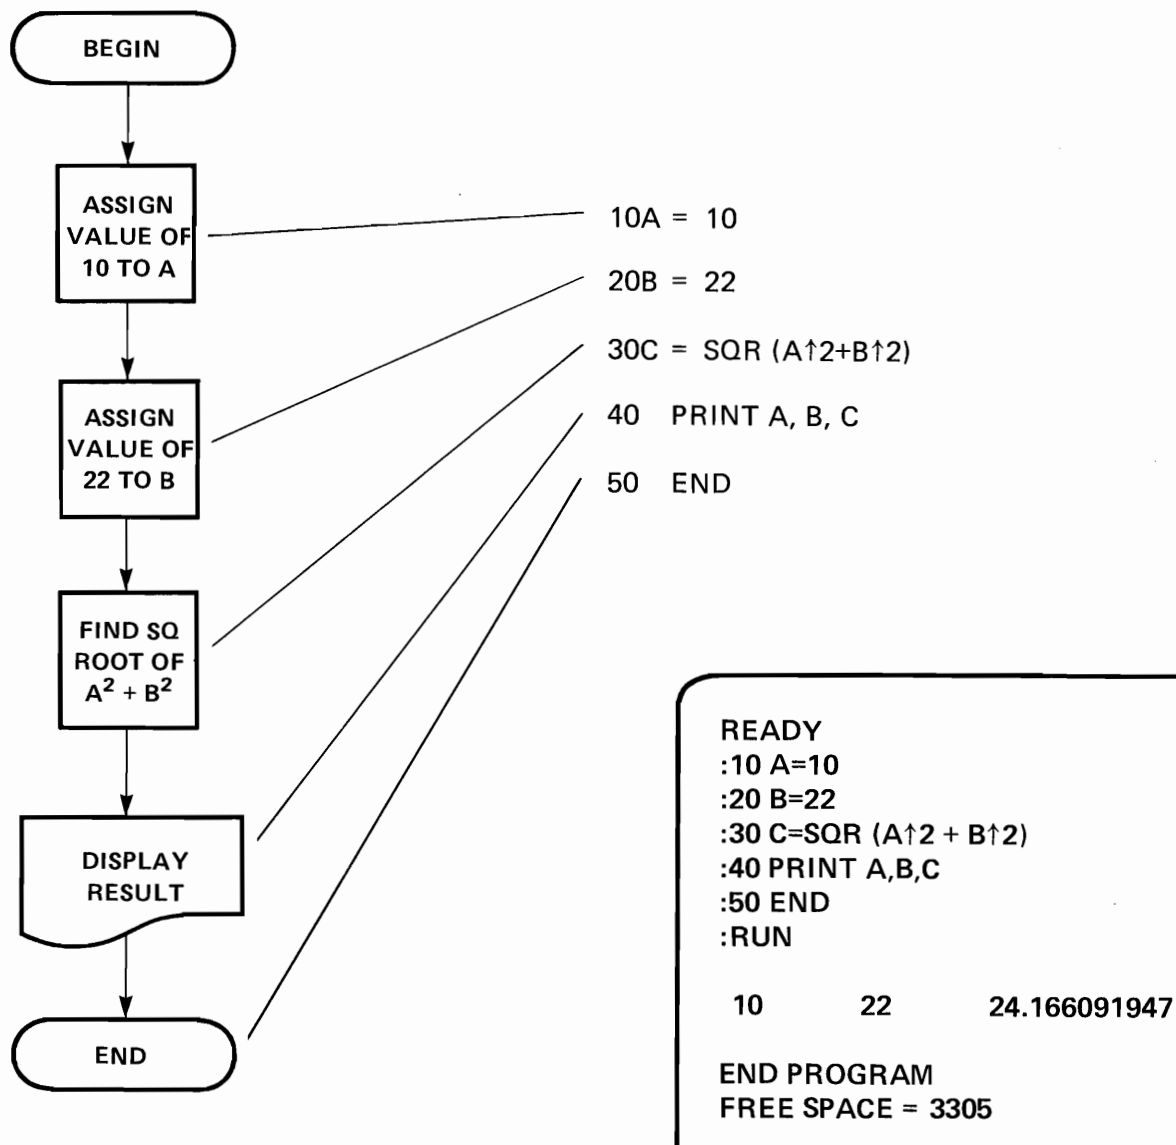 BEGIN
ASSIGN
VALUE OF
10 TO A
ASSIGN
VALUE OF
22 TO B
FIND SQ
ROOT OF
A² + B²
DISPLAY
RESULT
END
10A = 10
20B = 22
30C = SQR (A↑2+B↑2)
40 PRINT A, B, C
50 END
READY
:10 A=10
:20 B=22
:30 C=SQR (A↑2 + B↑2)
:40 PRINT A,B,C
:50 END
:RUN
10 22 24.166091947
END PROGRAM
FREE SPACE = 3305